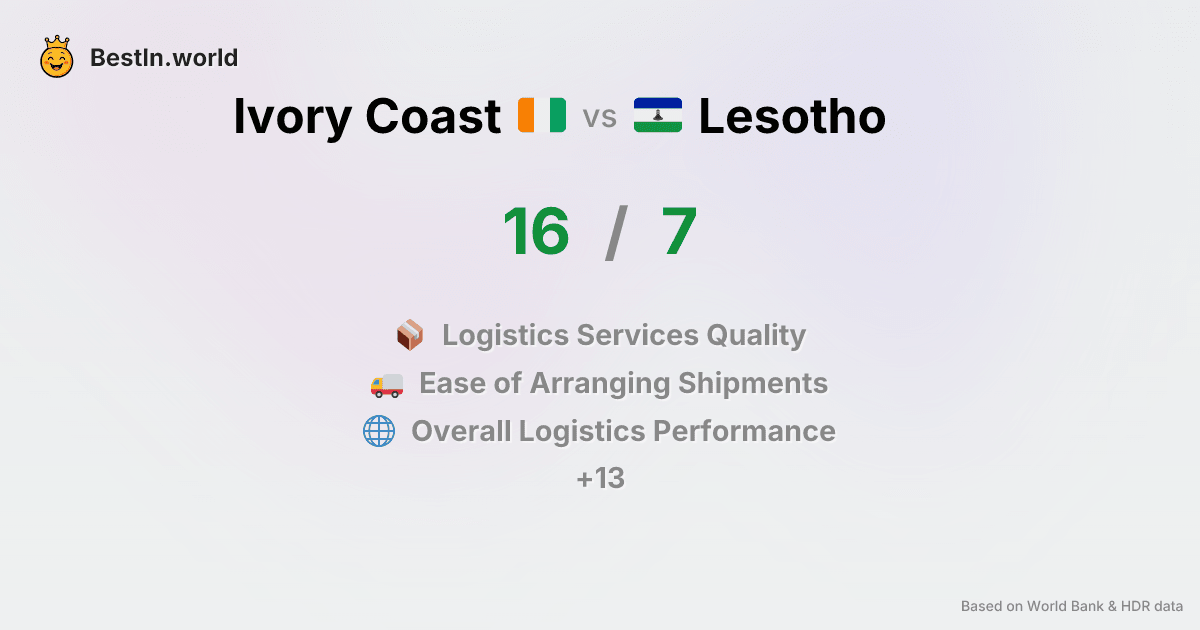 BestIn.world
Ivory Coast vs Lesotho
16 / 7
Logistics Services Quality
Ease of Arranging Shipments
Overall Logistics Performance
+13
Based on World Bank & HDR data